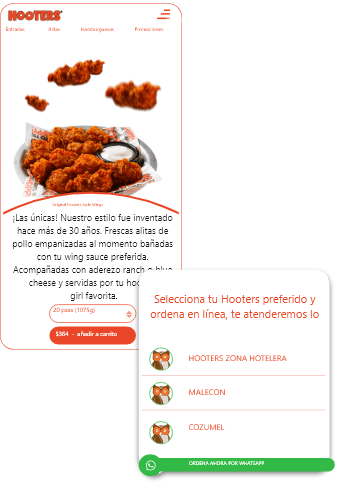 HOOTERS
Entradas Alitas Hamburguesas Promociones
Original Hooters Style Wings
¡Las únicas! Nuestro estilo fue inventado
hace más de 30 años. Frescas alitas de
pollo empanizadas al momento bañadas
con tu wing sauce preferida.
Acompañadas con aderezo ranch o blue
cheese y servidas por tu hoo
girl favorita.
20 pzas (1075g)
$364 - añadir a carrito
Selecciona tu Hooters preferido y
ordena en línea, te atenderemos lo
HOOTERS ZONA HOTELERA
MALECON
COZUMEL
ORDENA AHORA POR WHATSAPP